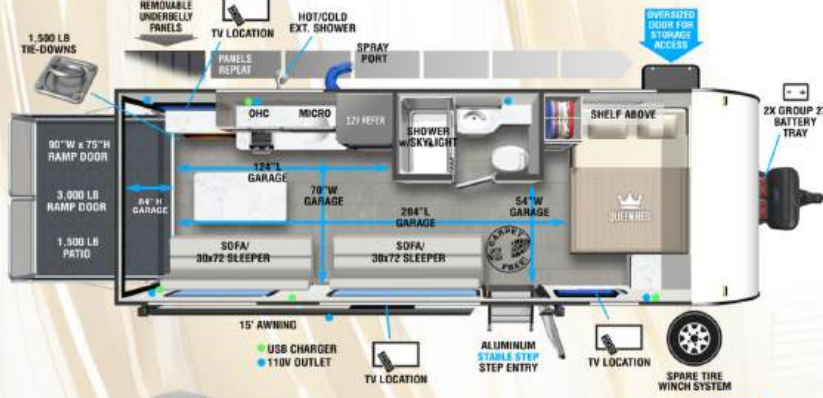 REMOVABLE
UNDERBELLY
PANELS
TV LOCATION
HOT/COLD
EXT. SHOWER
OVERSIZED
DOOR FOR
STORAGE
ACCESS
1,500 LB
TIE-DOWNS
PANELS
REPEAT
SPRAY
PORT
2X GROUP 27
BATTERY
TRAY
OHC
MICRO
12V REFER
SHOWER
w/SKYLIGHT
SHELF ABOVE
90"W x 75"H
RAMP DOOR
3,000 LB
RAMP DOOR
1,500 LB
PATIO
84" H
GARAGE
124"L
GARAGE
70"W
GARAGE
204"L
GARAGE
54"W
GARAGE
QUEEN BED
SOFA/
30x72 SLEEPER
SOFA/
30x72 SLEEPER
CARPET
FREE!
15' AWNING
USB CHARGER
110V OUTLET
TV LOCATION
ALUMINUM
STABLE STEP
STEP ENTRY
TV LOCATION
SPARE TIRE
WINCH SYSTEM